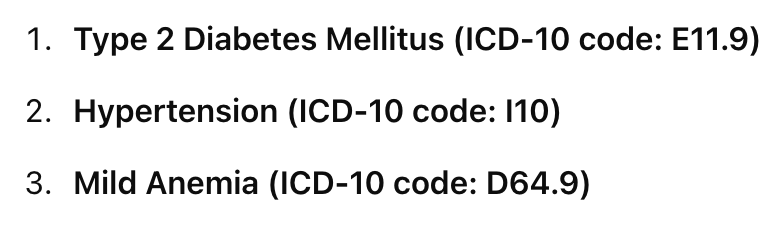 1. Type 2 Diabetes Mellitus (ICD-10 code: E11.9)
2. Hypertension (ICD-10 code: I10)
3. Mild Anemia (ICD-10 code: D64.9)